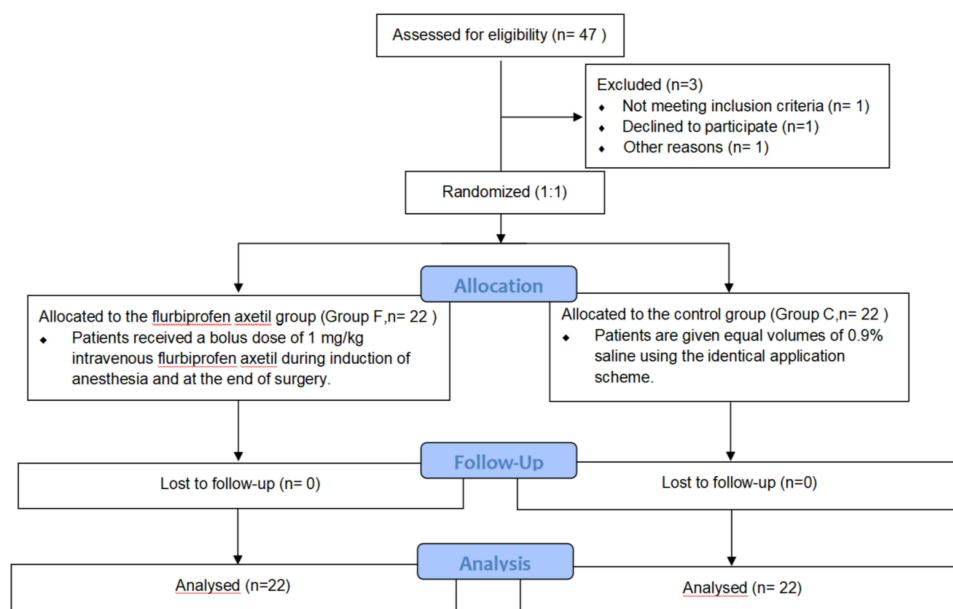 Assessed for eligibility (n= 47 )
Excluded (n=3)
♦ Not meeting inclusion criteria (n= 1)
♦ Declined to participate (n=1)
♦ Other reasons (n= 1)
Randomized (1:1)
Allocation
Allocated to the flurbiprofen axetil group (Group F,n= 22 )
♦ Patients received a bolus dose of 1 mg/kg
intravenous flurbiprofen axetil during induction of
anesthesia and at the end of surgery.
Allocated to the control group (Group C,n= 22 )
♦ Patients are given equal volumes of 0.9%
saline using the identical application
scheme.
Follow-Up
Lost to follow-up (n= 0)
Lost to follow-up (n=0)
Analysis
Analysed (n=22)
Analysed (n= 22)